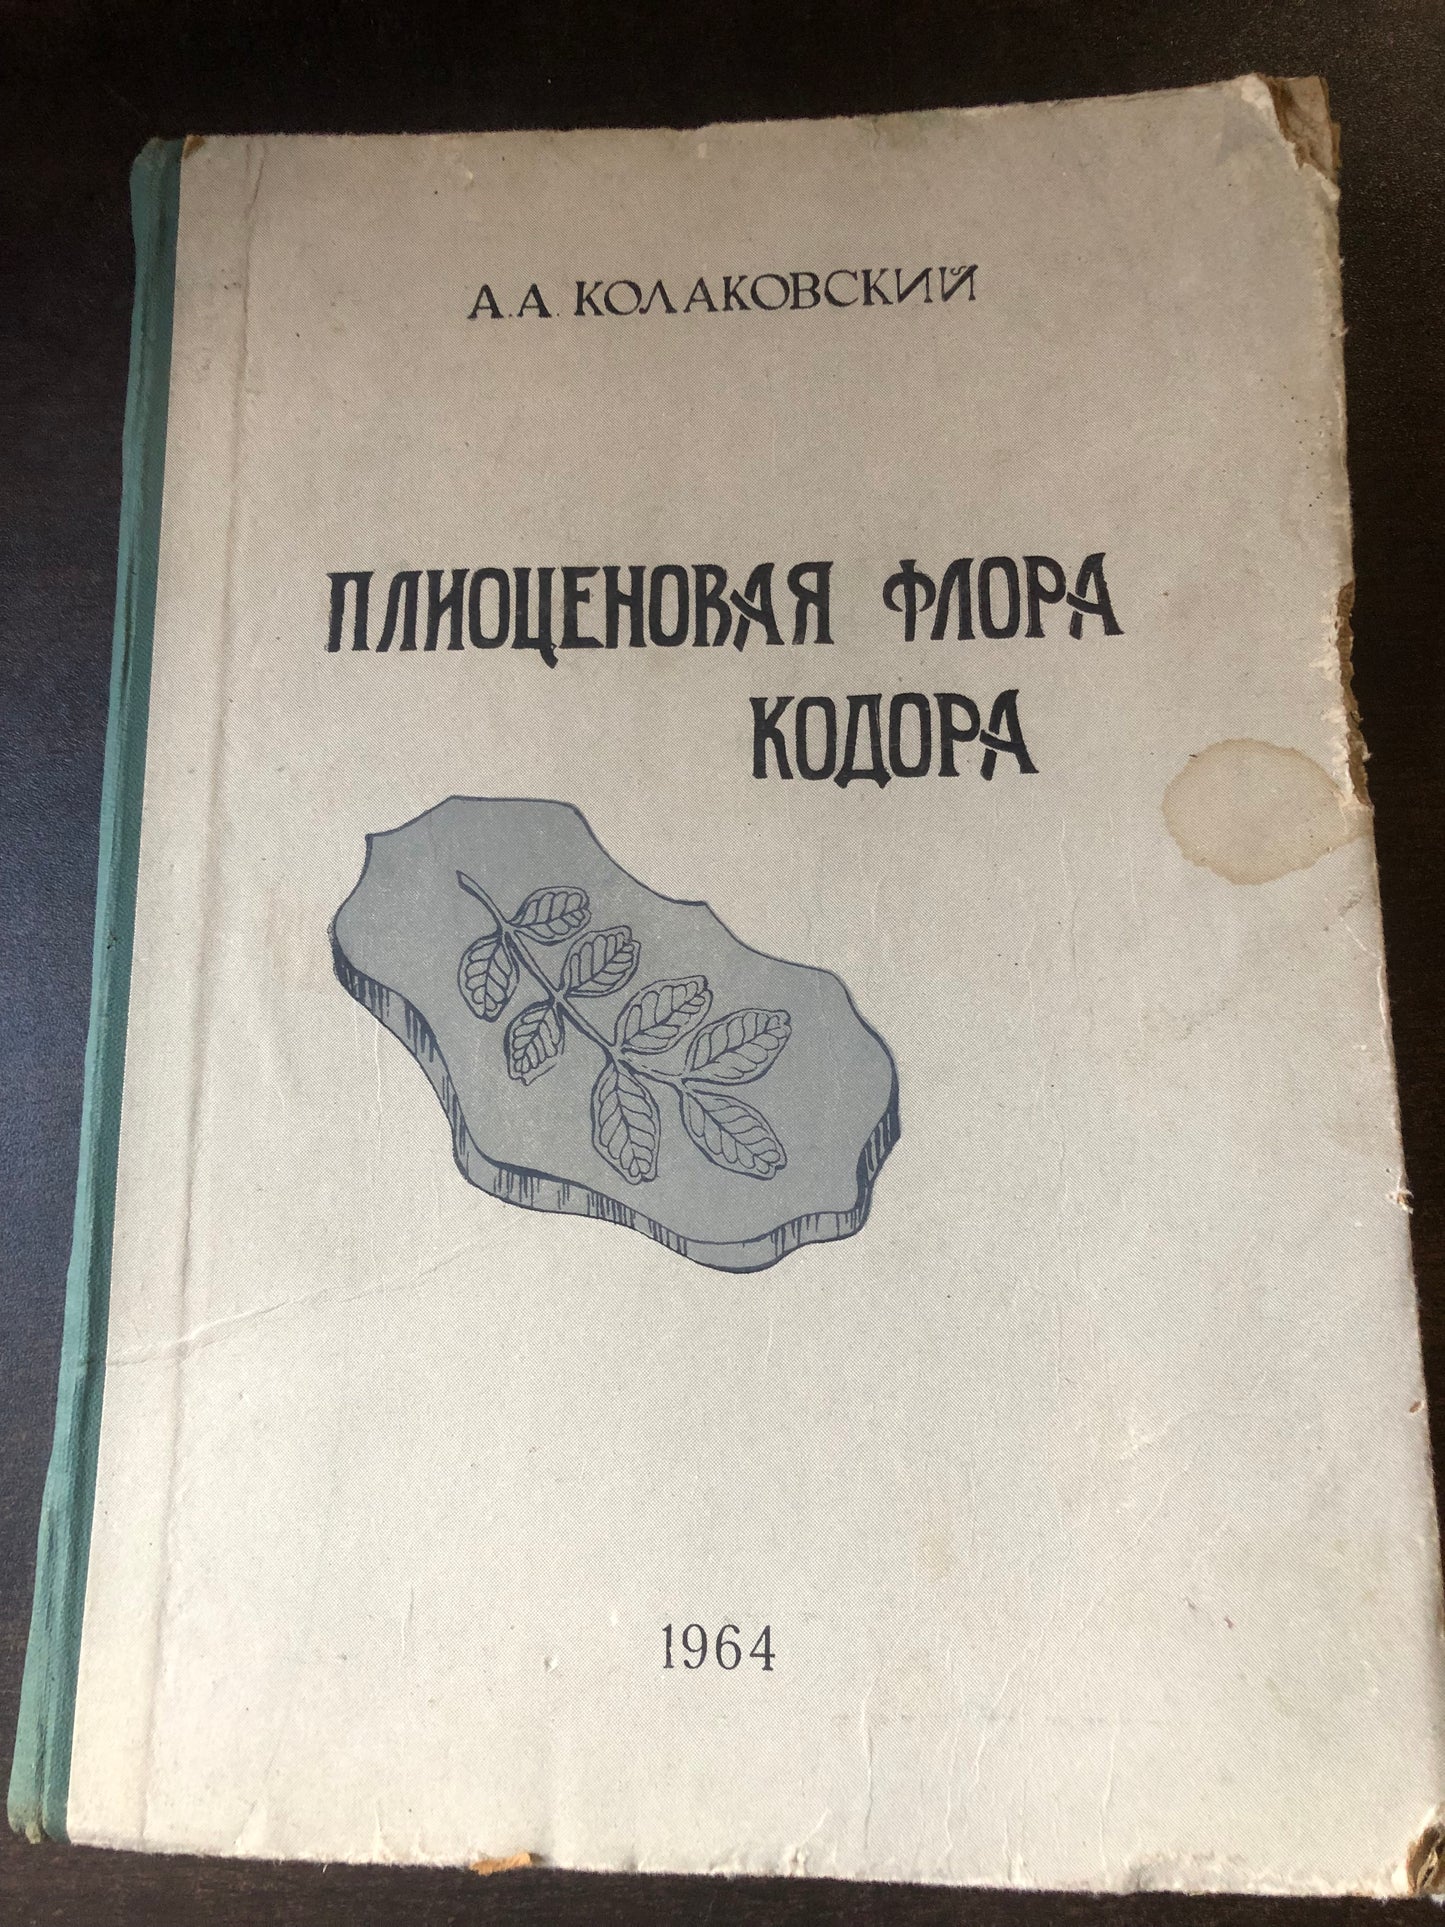 А.А. КОЛАКОВСКИЙ
ПЛИОЦЕНОВАЯ ФЛОРА
КОДОРА
1964